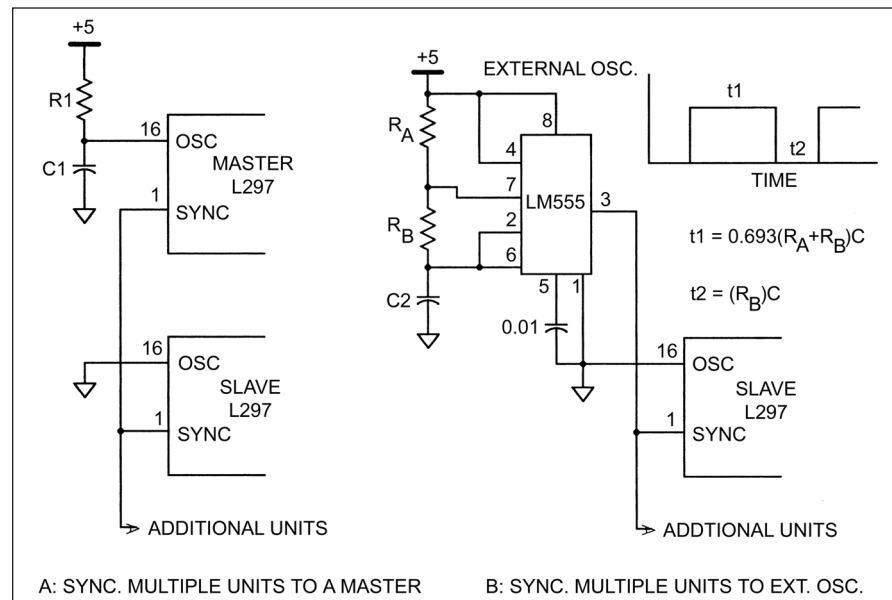 +5
R1
C1
16
OSC
MASTER
L297
1
SYNC
16
OSC
SLAVE
L297
1
SYNC
ADDITIONAL UNITS
A: SYNC. MULTIPLE UNITS TO A MASTER
+5
EXTERNAL OSC.
t1
t2
TIME
RA
RB
C2
8
4
7
2
6
LM555
3
5
1
0.01
t1 = 0.693(RA+RB)C
t2 = (RB)C
16
OSC
SLAVE
L297
1
SYNC
ADDTIONAL UNITS
B: SYNC. MULTIPLE UNITS TO EXT. OSC.